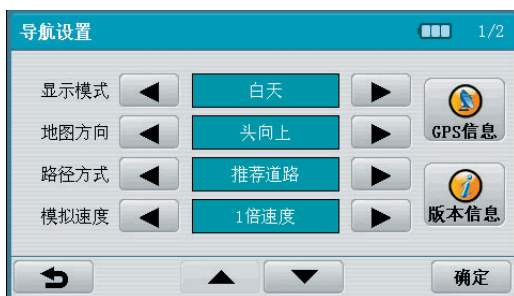 导航设置 1/2
显示模式 白天
地图方向 头向上 GPS信息
路径方式 推荐道路
模拟速度 1倍速度 版本信息
确定